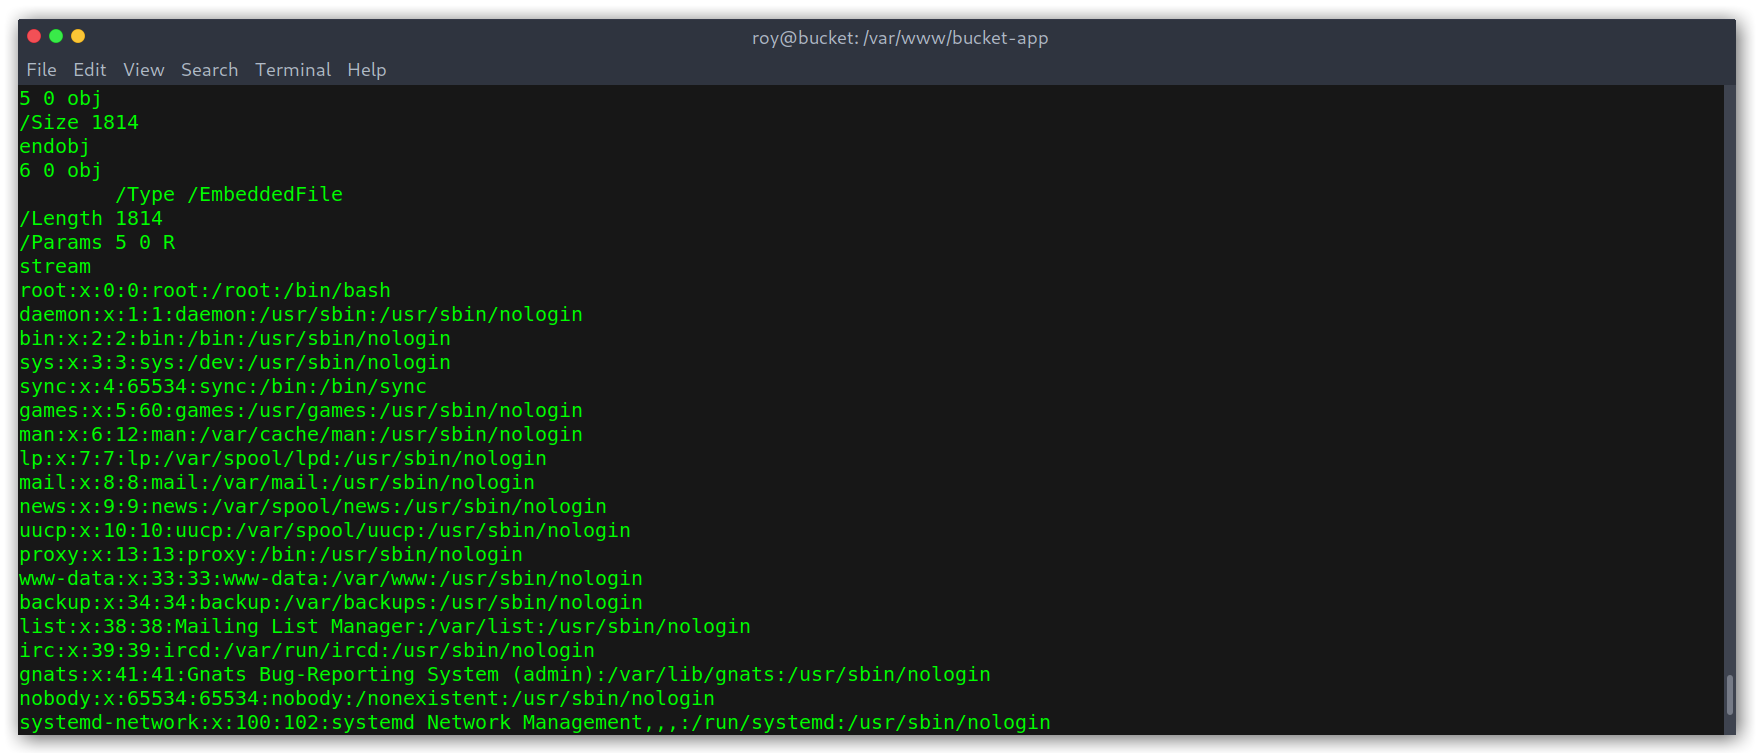 roy@bucket: /var/www/bucket-app
File Edit View Search Terminal Help
5 0 obj
/Size 1814
endobj
6 0 obj
        /Type /EmbeddedFile
/Length 1814
/Params 5 0 R
stream
root:x:0:0:root:/root:/bin/bash
daemon:x:1:1:daemon:/usr/sbin:/usr/sbin/nologin
bin:x:2:2:bin:/bin:/usr/sbin/nologin
sys:x:3:3:sys:/dev:/usr/sbin/nologin
sync:x:4:65534:sync:/bin:/bin/sync
games:x:5:60:games:/usr/games:/usr/sbin/nologin
man:x:6:12:man:/var/cache/man:/usr/sbin/nologin
lp:x:7:7:lp:/var/spool/lpd:/usr/sbin/nologin
mail:x:8:8:mail:/var/mail:/usr/sbin/nologin
news:x:9:9:news:/var/spool/news:/usr/sbin/nologin
uucp:x:10:10:uucp:/var/spool/uucp:/usr/sbin/nologin
proxy:x:13:13:proxy:/bin:/usr/sbin/nologin
www-data:x:33:33:www-data:/var/www:/usr/sbin/nologin
backup:x:34:34:backup:/var/backups:/usr/sbin/nologin
list:x:38:38:Mailing List Manager:/var/list:/usr/sbin/nologin
irc:x:39:39:ircd:/var/run/ircd:/usr/sbin/nologin
gnats:x:41:41:Gnats Bug-Reporting System (admin):/var/lib/gnats:/usr/sbin/nologin
nobody:x:65534:65534:nobody:/nonexistent:/usr/sbin/nologin
systemd-network:x:100:102:systemd Network Management,,,:/run/systemd:/usr/sbin/nologin